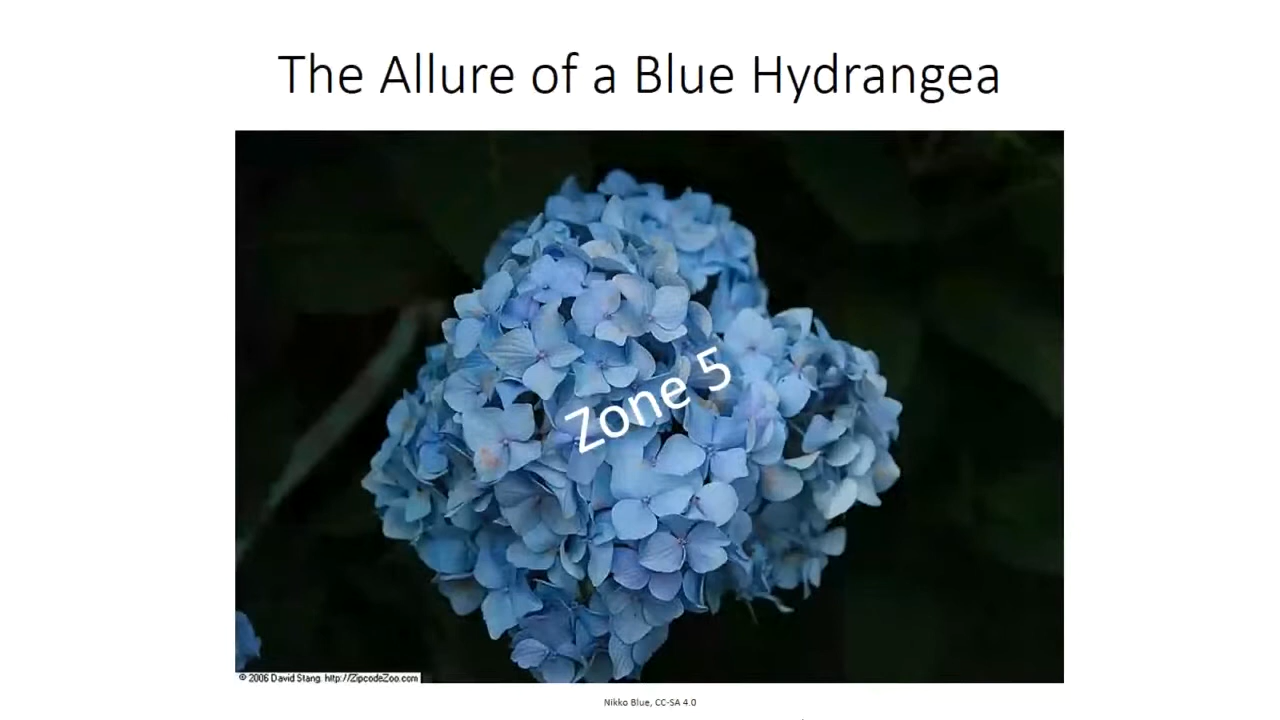 The Allure of a Blue Hydrangea
Zone 5
© 2006 David Stang. http://ZipcodeZoo.com
Nikko Blue, CC-SA 4.0